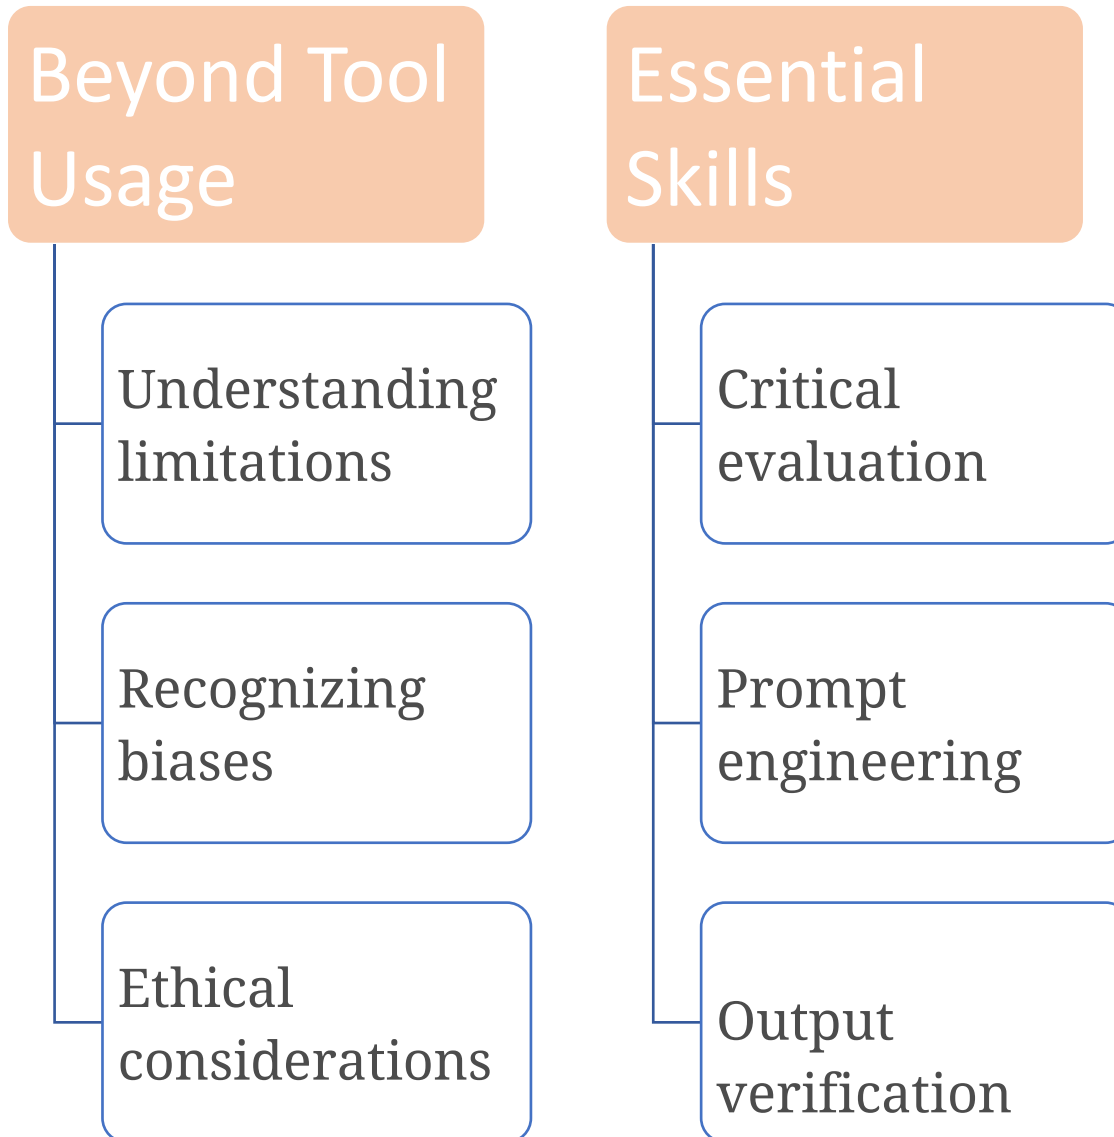 Beyond Tool
Usage
Understanding
limitations
Recognizing
biases
Ethical
considerations
Essential
Skills
Critical
evaluation
Prompt
engineering
Output
verification